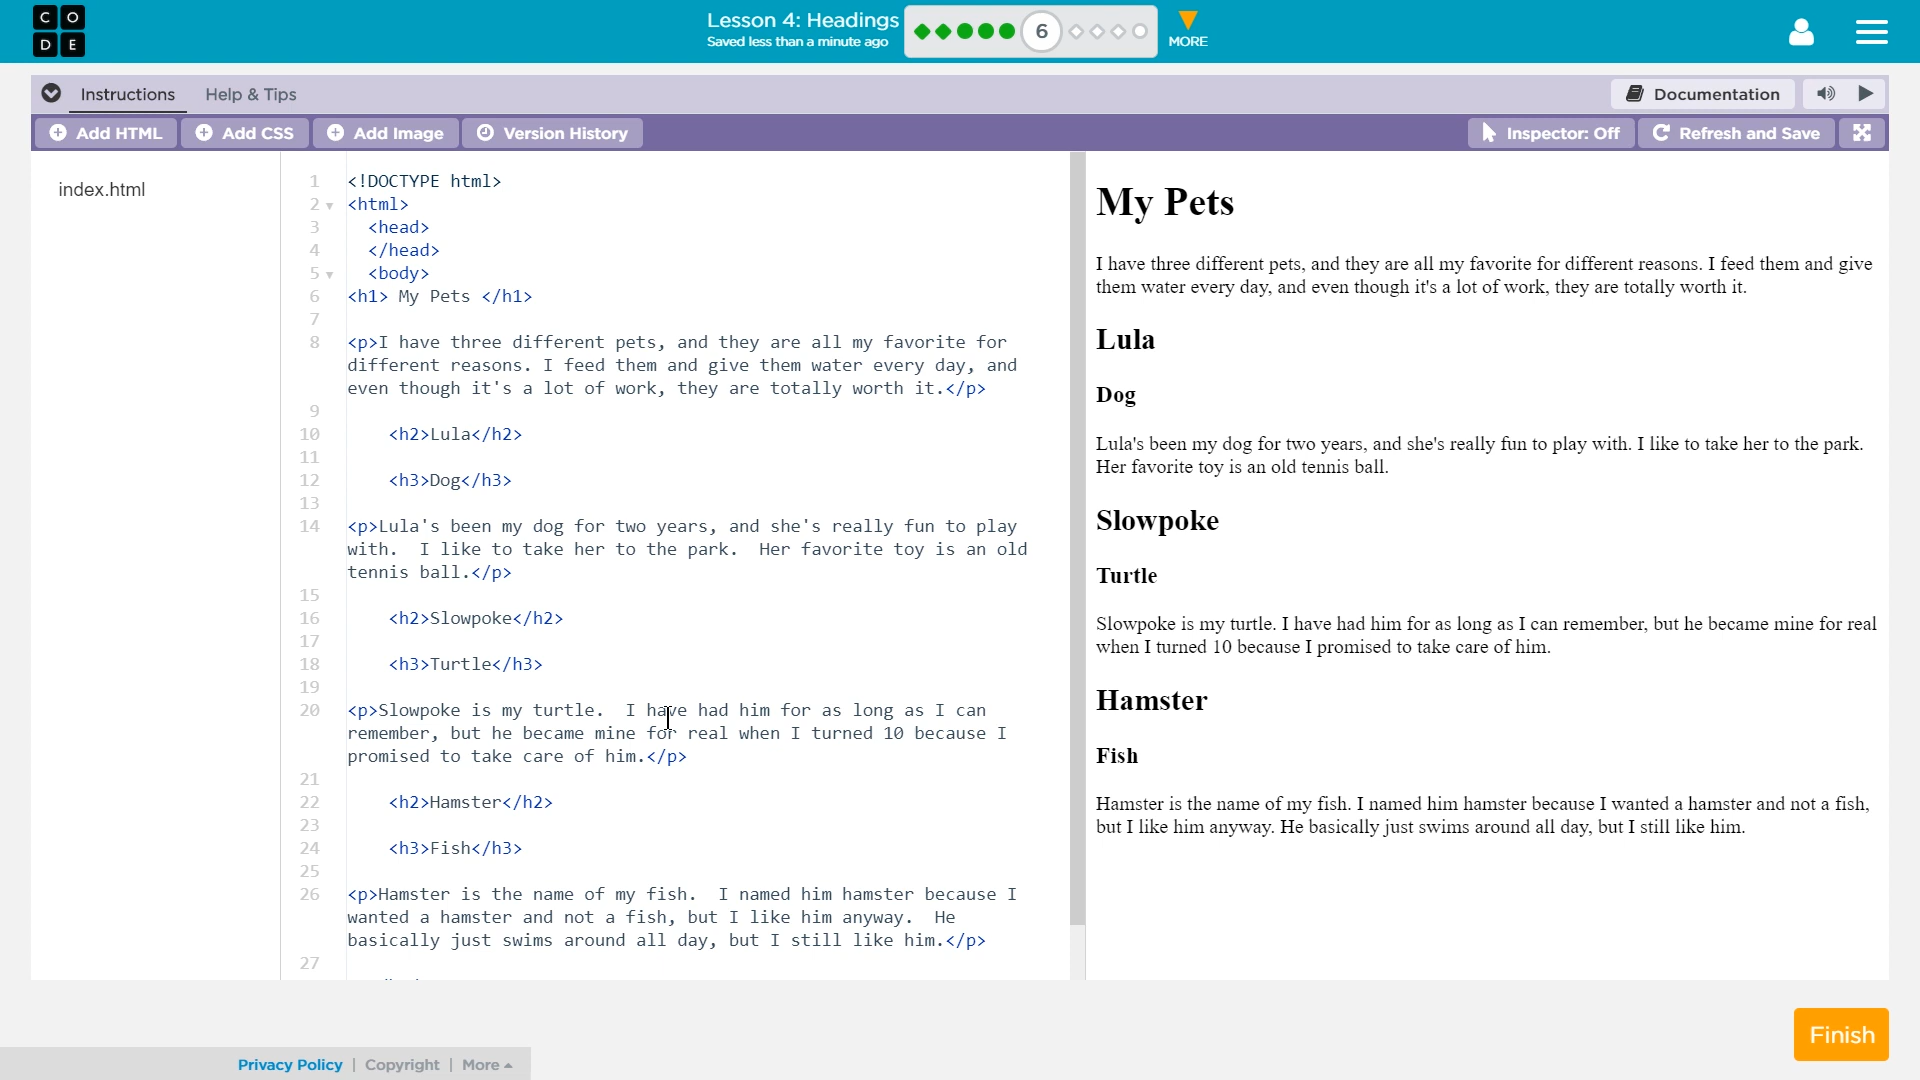 CODE
Lesson 4: Headings
Saved less than a minute ago
6
MORE
Instructions
Help & Tips
Documentation
Add HTML
Add CSS
Add Image
Version History
Inspector: Off
Refresh and Save
index.html
1 <!DOCTYPE html>
2 <html>
3 <head>
4 </head>
5 <body>
6 <h1> My Pets </h1>
7
8 <p>I have three different pets, and they are all my favorite for
different reasons. I feed them and give them water every day, and
even though it's a lot of work, they are totally worth it.</p>
9
10 <h2>Lula</h2>
11
12 <h3>Dog</h3>
13
14 <p>Lula's been my dog for two years, and she's really fun to play
with.  I like to take her to the park.  Her favorite toy is an old
tennis ball.</p>
15
16 <h2>Slowpoke</h2>
17
18 <h3>Turtle</h3>
19
20 <p>Slowpoke is my turtle.  I have had him for as long as I can
remember, but he became mine for real when I turned 10 because I
promised to take care of him.</p>
21
22 <h2>Hamster</h2>
23
24 <h3>Fish</h3>
25
26 <p>Hamster is the name of my fish.  I named him hamster because I
wanted a hamster and not a fish, but I like him anyway.  He
basically just swims around all day, but I still like him.</p>
27
My Pets
I have three different pets, and they are all my favorite for different reasons. I feed them and give
them water every day, and even though it's a lot of work, they are totally worth it.
Lula
Dog
Lula's been my dog for two years, and she's really fun to play with. I like to take her to the park.
Her favorite toy is an old tennis ball.
Slowpoke
Turtle
Slowpoke is my turtle. I have had him for as long as I can remember, but he became mine for real
when I turned 10 because I promised to take care of him.
Hamster
Fish
Hamster is the name of my fish. I named him hamster because I wanted a hamster and not a fish,
but I like him anyway. He basically just swims around all day, but I still like him.
Finish
Privacy Policy | Copyright | More